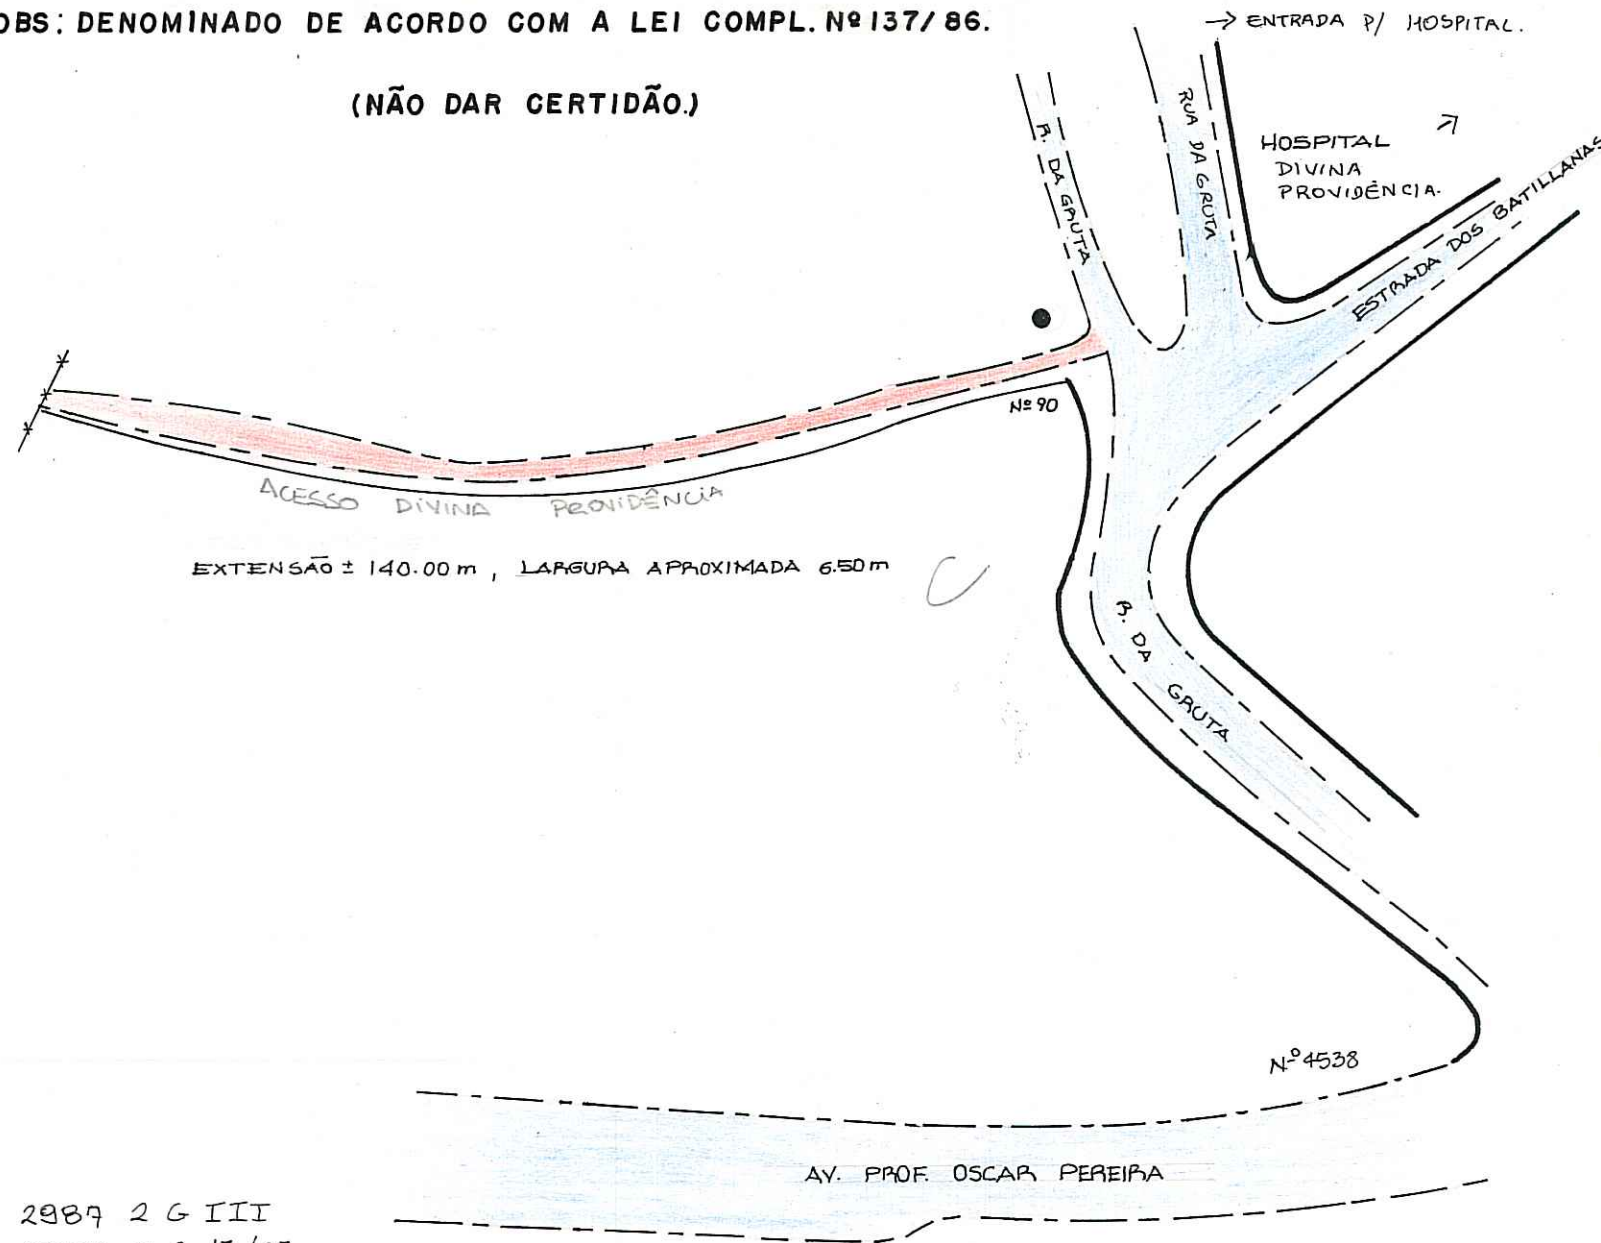 OBS: DENOMINADO DE ACORDO COM A LEI COMPL. Nº 137/86.
→ ENTRADA P/ HOSPITAL.
(NÃO DAR CERTIDÃO.)
R. DA GRUTA
RUA DA GRUTA
HOSPITAL
DIVINA
PROVIDÊNCIA.
ESTRADA DOS BATILLANAS
Nº 90
ACESSO DIVINA PROVIDÊNCIA
EXTENSÃO ± 140.00 m, LARGURA APROXIMADA 6.50 m
R. DA GRUTA
Nº 4538
AV. PROF. OSCAR PEREIRA
2987 2 G III